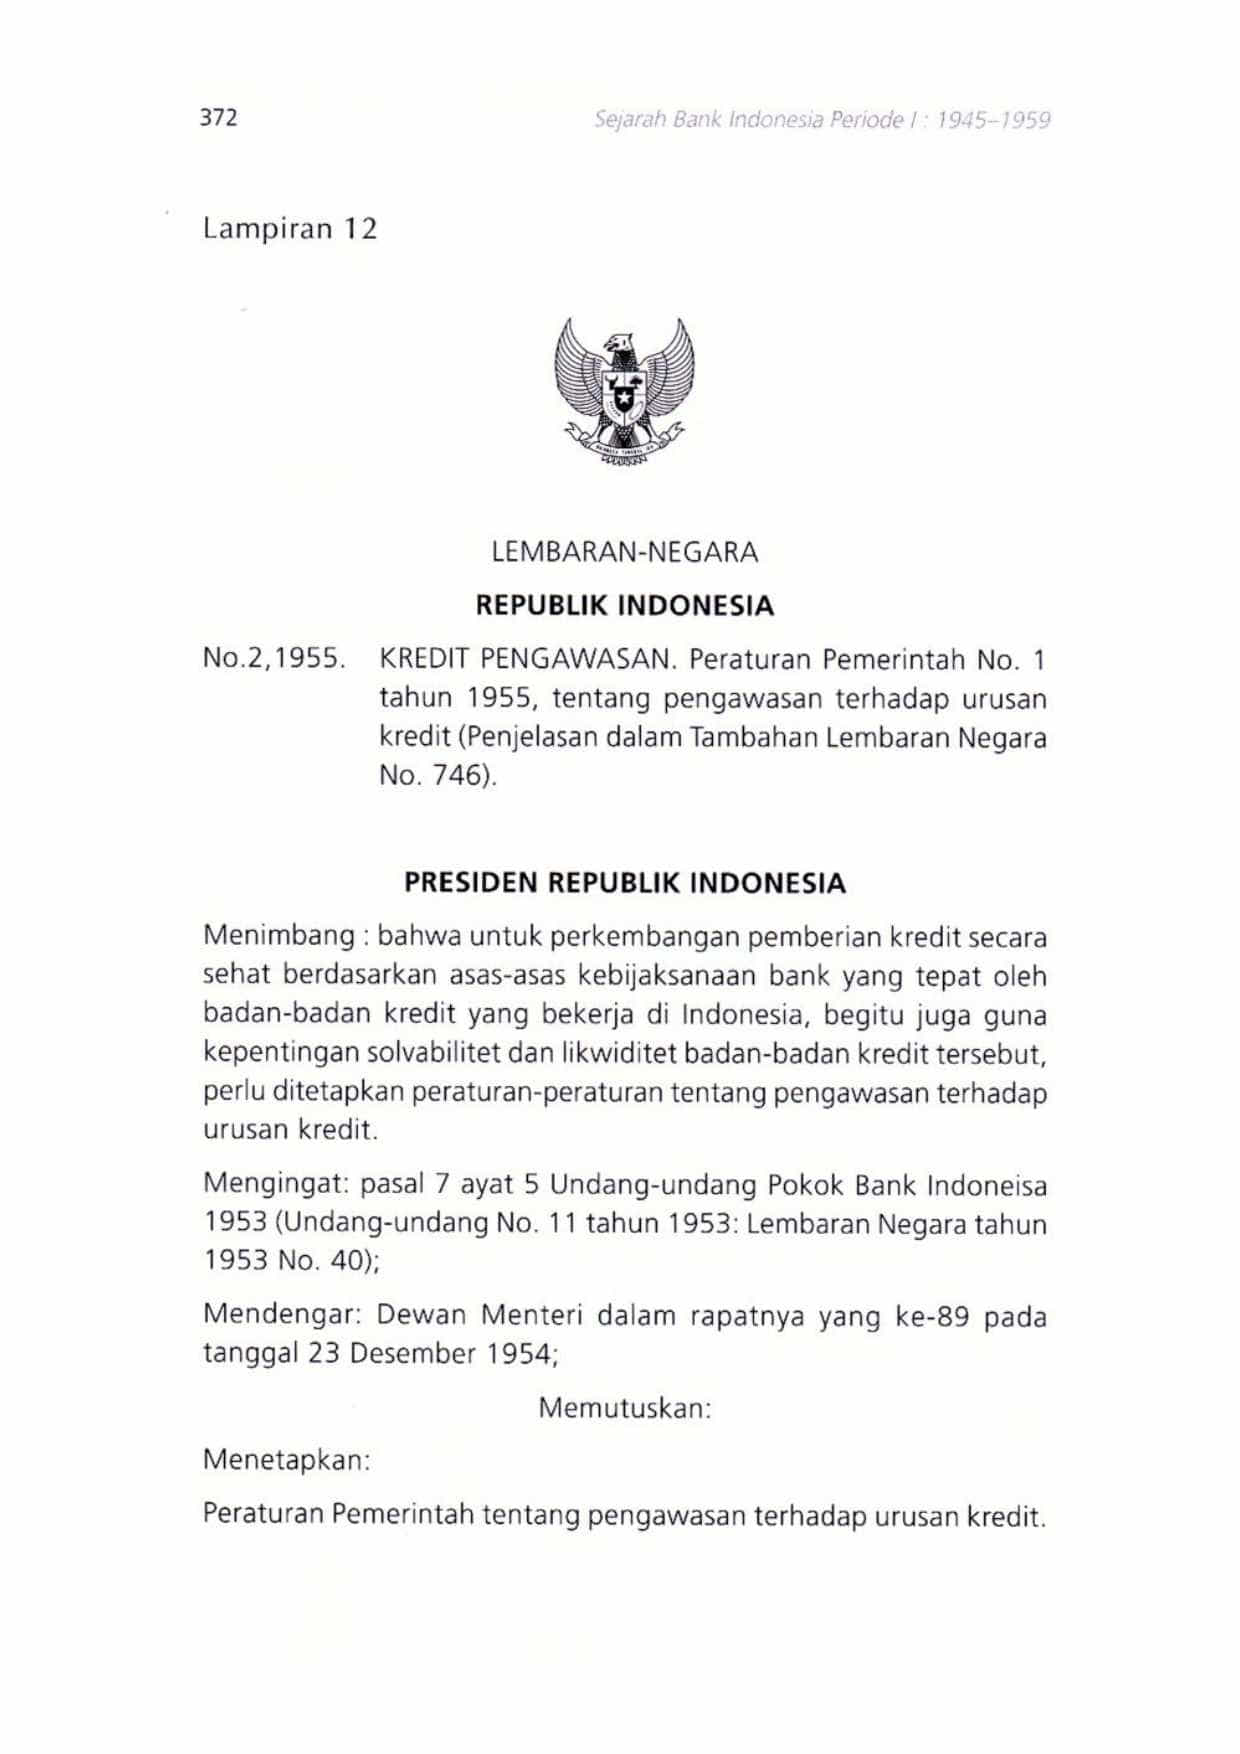 372
Sejarah Bank Indonesia Periode I : 1945–1959
Lampiran 12
LEMBARAN-NEGARA
REPUBLIK INDONESIA
No.2,1955. KREDIT PENGAWASAN. Peraturan Pemerintah No. 1
tahun 1955, tentang pengawasan terhadap urusan
kredit (Penjelasan dalam Tambahan Lembaran Negara
No. 746).
PRESIDEN REPUBLIK INDONESIA
Menimbang : bahwa untuk perkembangan pemberian kredit secara
sehat berdasarkan asas-asas kebijaksanaan bank yang tepat oleh
badan-badan kredit yang bekerja di Indonesia, begitu juga guna
kepentingan solvabilitet dan likwiditet badan-badan kredit tersebut,
perlu ditetapkan peraturan-peraturan tentang pengawasan terhadap
urusan kredit.
Mengingat: pasal 7 ayat 5 Undang-undang Pokok Bank Indoneisa
1953 (Undang-undang No. 11 tahun 1953: Lembaran Negara tahun
1953 No. 40);
Mendengar: Dewan Menteri dalam rapatnya yang ke-89 pada
tanggal 23 Desember 1954;
Memutuskan:
Menetapkan:
Peraturan Pemerintah tentang pengawasan terhadap urusan kredit.